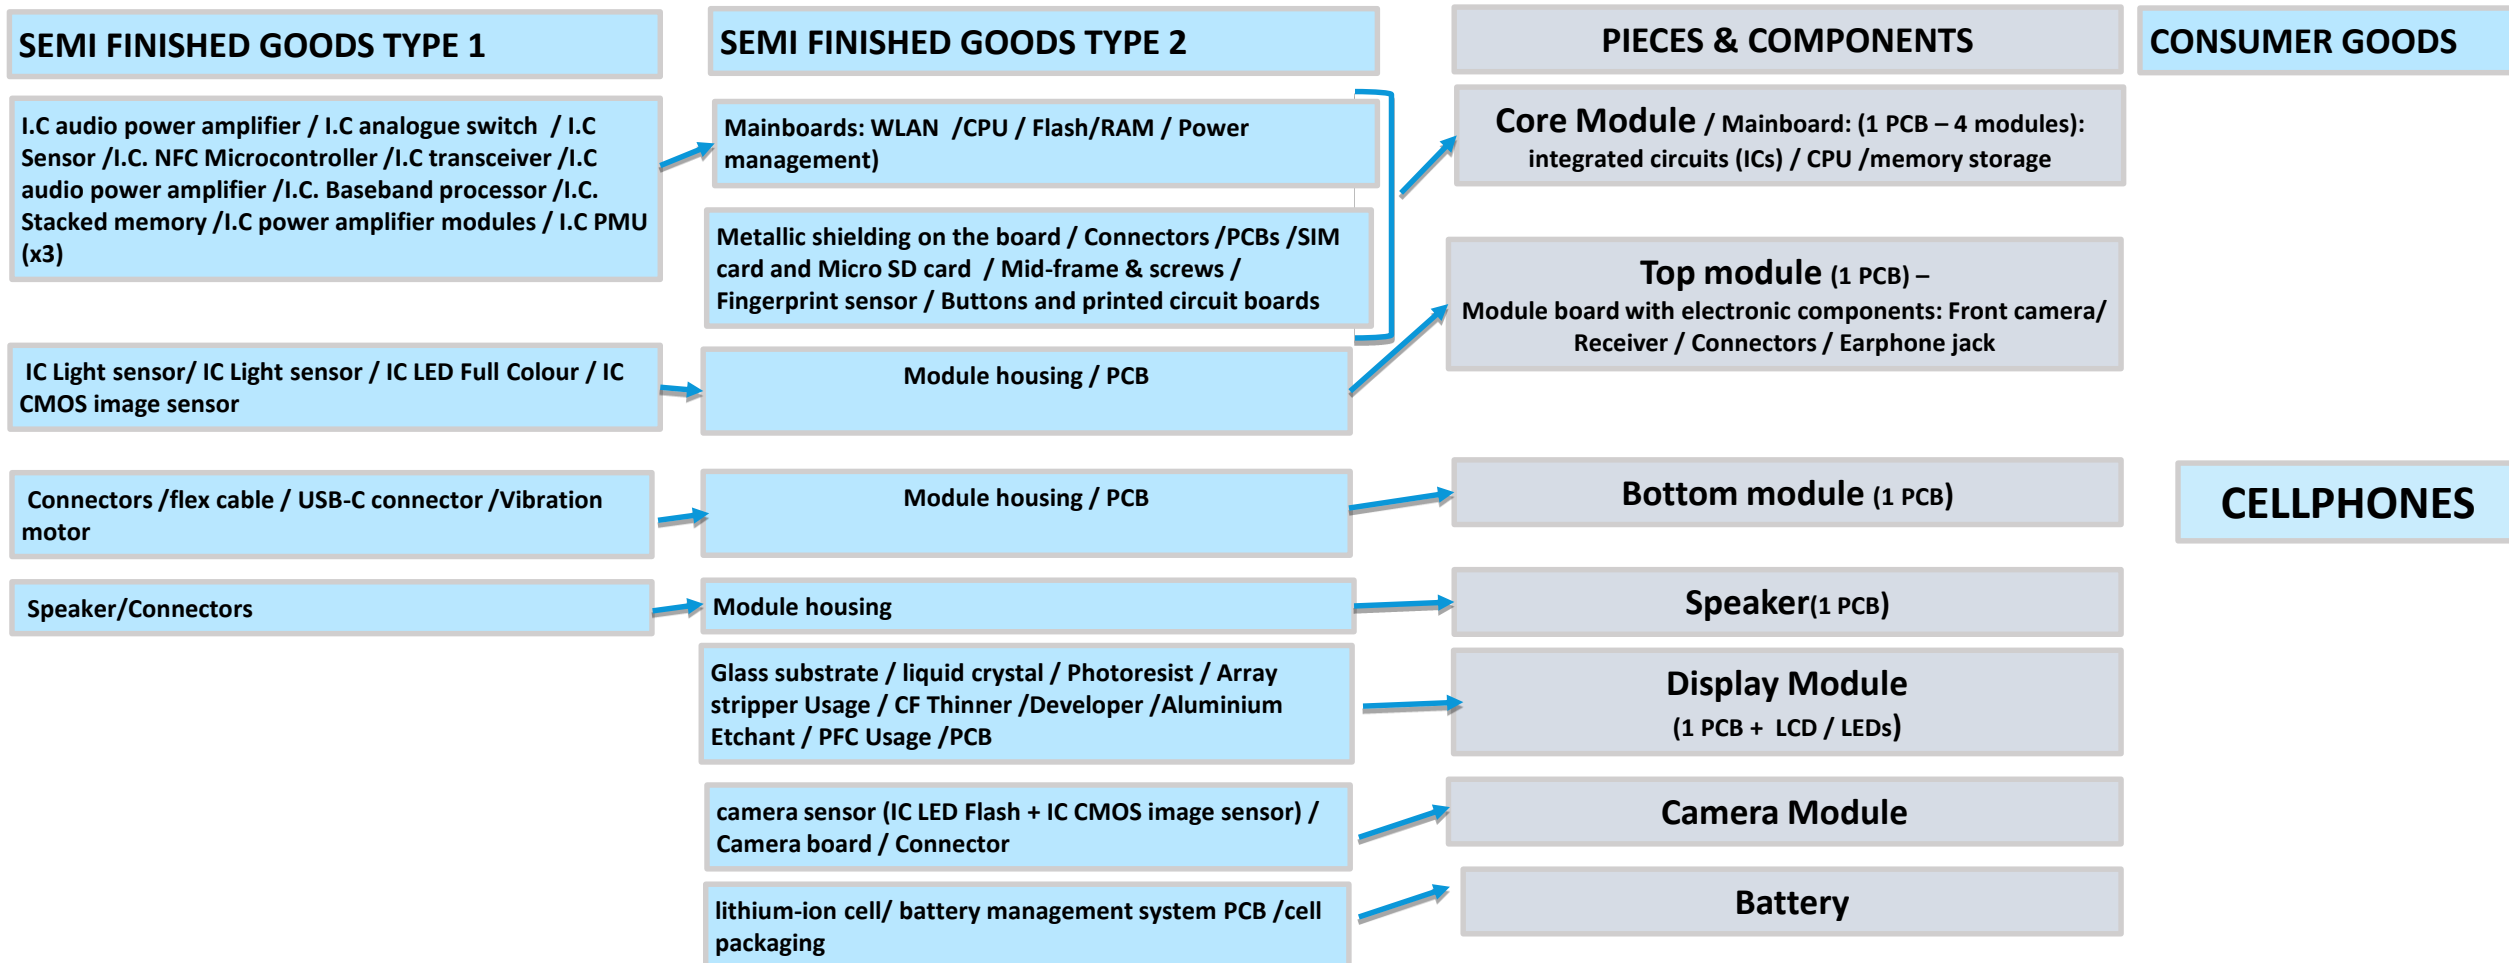 SEMI FINISHED GOODS TYPE 1
SEMI FINISHED GOODS TYPE 2
PIECES & COMPONENTS
CONSUMER GOODS
I.C audio power amplifier / I.C analogue switch / I.C
Sensor /I.C. NFC Microcontroller /I.C transceiver /I.C
audio power amplifier /I.C. Baseband processor /I.C.
Stacked memory /I.C power amplifier modules / I.C PMU
(x3)
Mainboards: WLAN /CPU / Flash/RAM / Power
management)
Core Module / Mainboard: (1 PCB – 4 modules):
integrated circuits (ICs) / CPU /memory storage
Metallic shielding on the board / Connectors /PCBs /SIM
card and Micro SD card / Mid-frame & screws /
Fingerprint sensor / Buttons and printed circuit boards
Top module (1 PCB) –
Module board with electronic components: Front camera/
Receiver / Connectors / Earphone jack
IC Light sensor/ IC Light sensor / IC LED Full Colour / IC
CMOS image sensor
Module housing / PCB
Connectors /flex cable / USB-C connector /Vibration
motor
Module housing / PCB
Bottom module (1 PCB)
CELLPHONES
Speaker/Connectors
Module housing
Speaker(1 PCB)
Glass substrate / liquid crystal / Photoresist / Array
stripper Usage / CF Thinner /Developer /Aluminium
Etchant / PFC Usage /PCB
Display Module
(1 PCB + LCD / LEDs)
camera sensor (IC LED Flash + IC CMOS image sensor) /
Camera board / Connector
Camera Module
lithium-ion cell/ battery management system PCB /cell
packaging
Battery